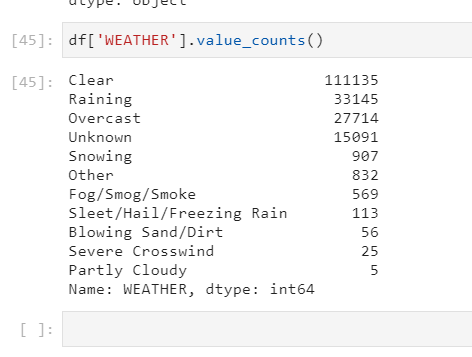 dtype: object
[45]: df['WEATHER'].value_counts()
[45]: Clear 111135
Raining 33145
Overcast 27714
Unknown 15091
Snowing 907
Other 832
Fog/Smog/Smoke 569
Sleet/Hail/Freezing Rain 113
Blowing Sand/Dirt 56
Severe Crosswind 25
Partly Cloudy 5
Name: WEATHER, dtype: int64
[ ]: